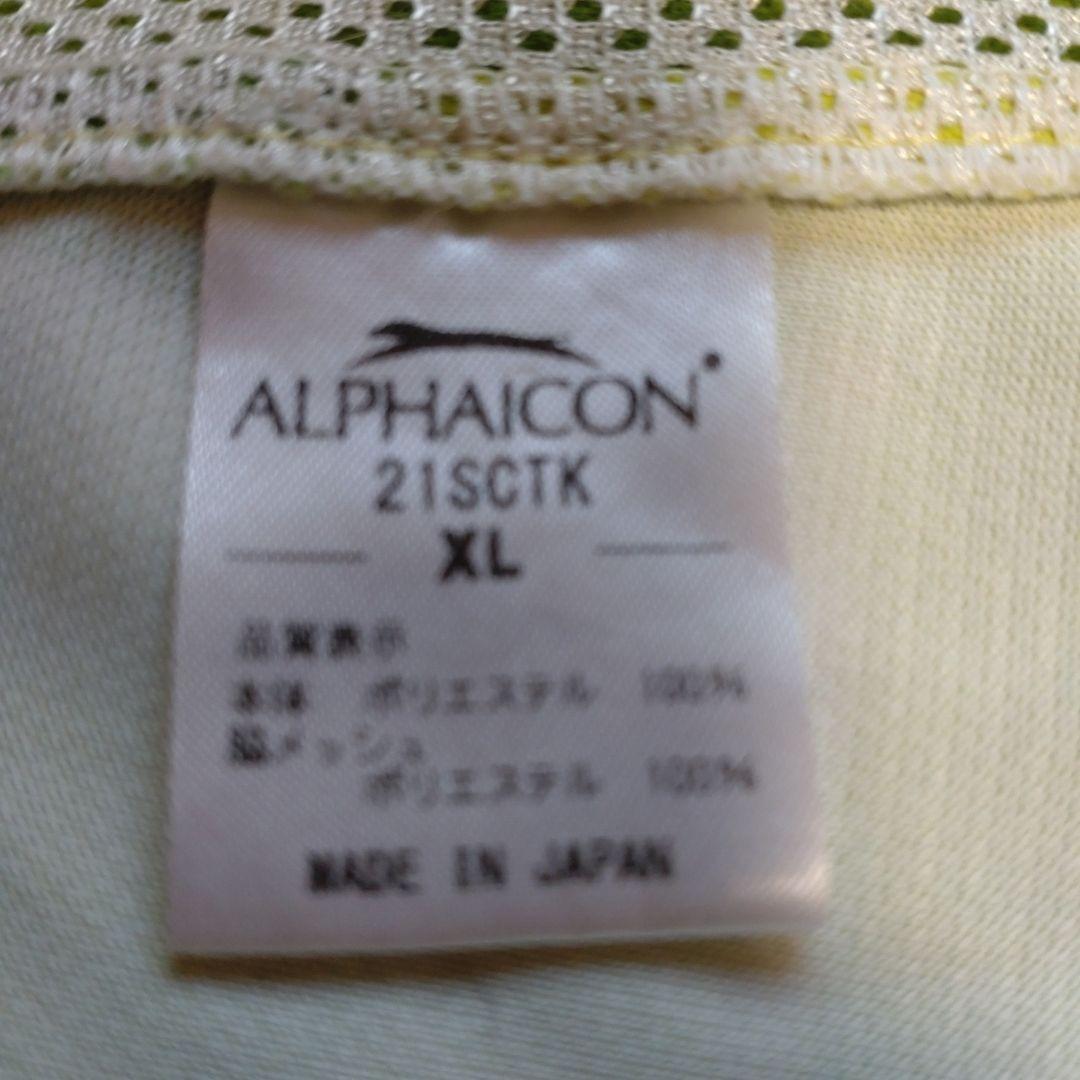 ALPHAICON
21SCTK
XL
品質表示
本体 ポリエステル 100%
脇メッシュ
ポリエステル 100%
MADE IN JAPAN